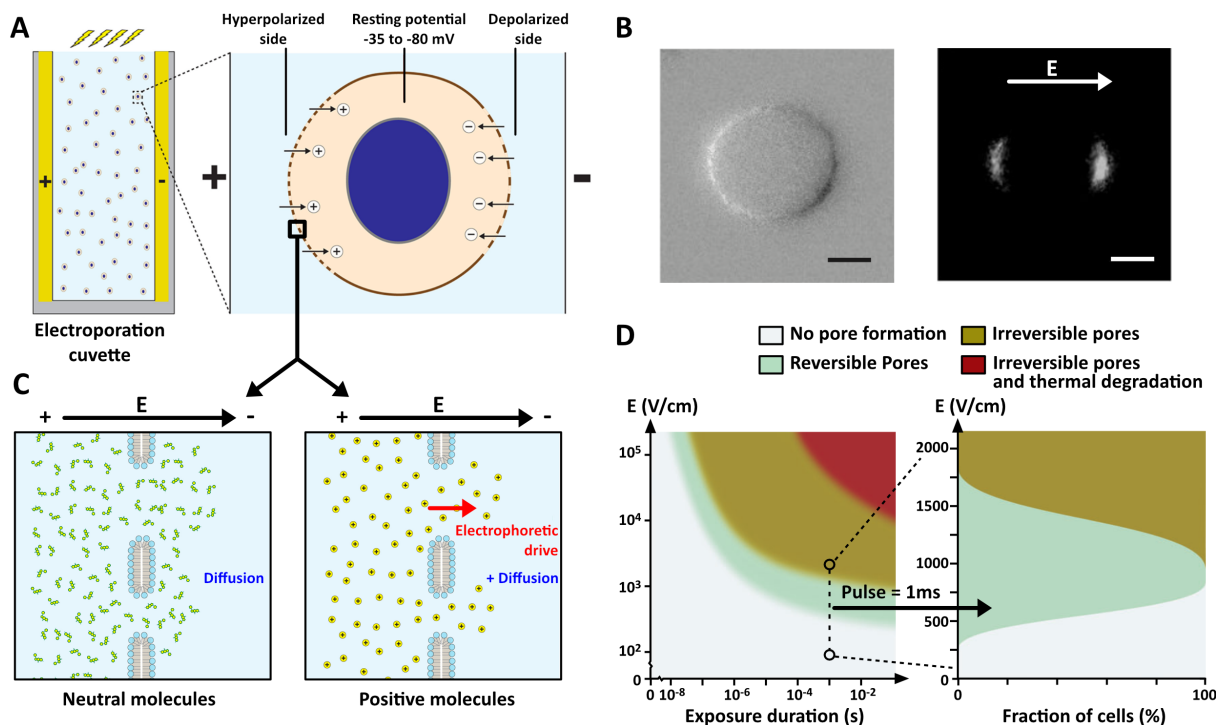 A
Hyperpolarized
side
Resting potential
-35 to -80 mV
Depolarized
side
+
-
+
-
+
+
+
+
-
-
-
-
Electroporation
cuvette
B
E
C
+ E -
+ E -
Diffusion
Electrophoretic
drive
+ Diffusion
Neutral molecules
Positive molecules
D
No pore formation
Reversible Pores
Irreversible pores
Irreversible pores
and thermal degradation
E (V/cm)
10⁵
10⁴
10³
10²
0
0 10⁻⁸ 10⁻⁶ 10⁻⁴ 10⁻²
Exposure duration (s)
Pulse = 1ms
E (V/cm)
2000
1500
1000
500
0
0 100
Fraction of cells (%)